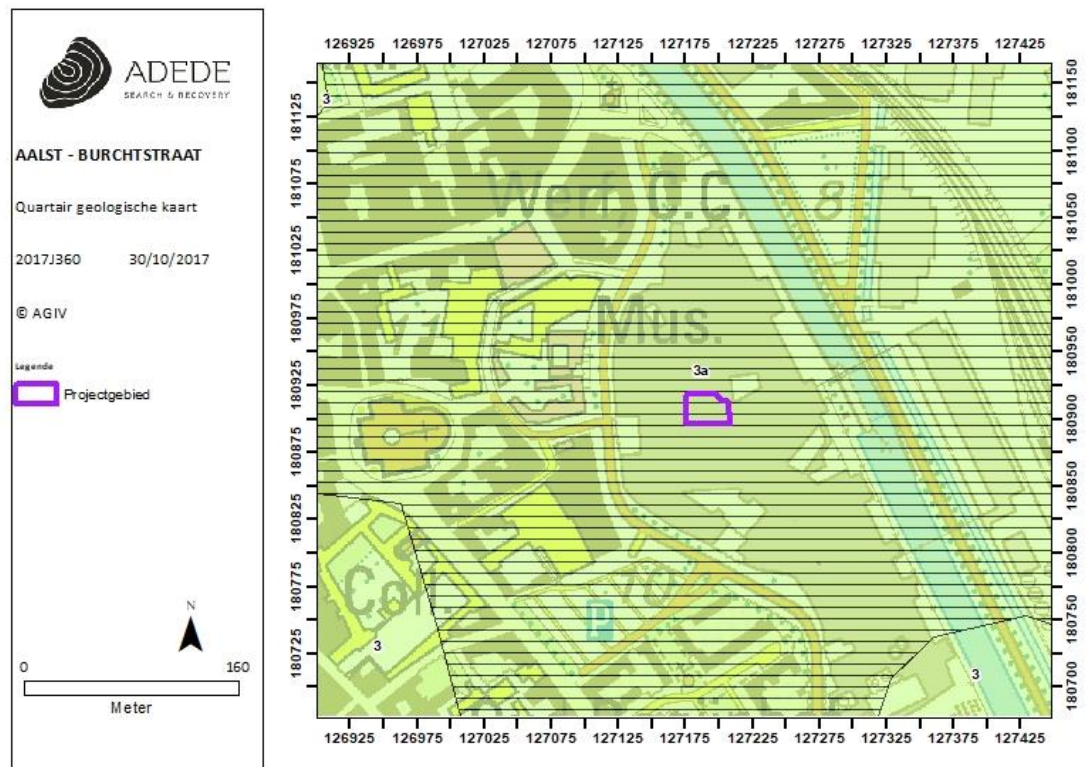 ADEDE
SEARCH & RECOVERY
AALST - BURCHTSTRAAT
Quartair geologische kaart
2017J360 30/10/2017
© AGIV
Legende
Projectgebied
N
0 160
Meter
126925 126975 127025 127075 127125 127175 127225 127275 127325 127375 127425
181125
181075
181025
180975
180925
180875
180825
180775
180725
3
Werf. C.C.
8
Mus.
3a
Coll.
70
P
3
3
181150
181100
181050
181000
180950
180900
180850
180800
180750
180700
126925 126975 127025 127075 127125 127175 127225 127275 127325 127375 127425